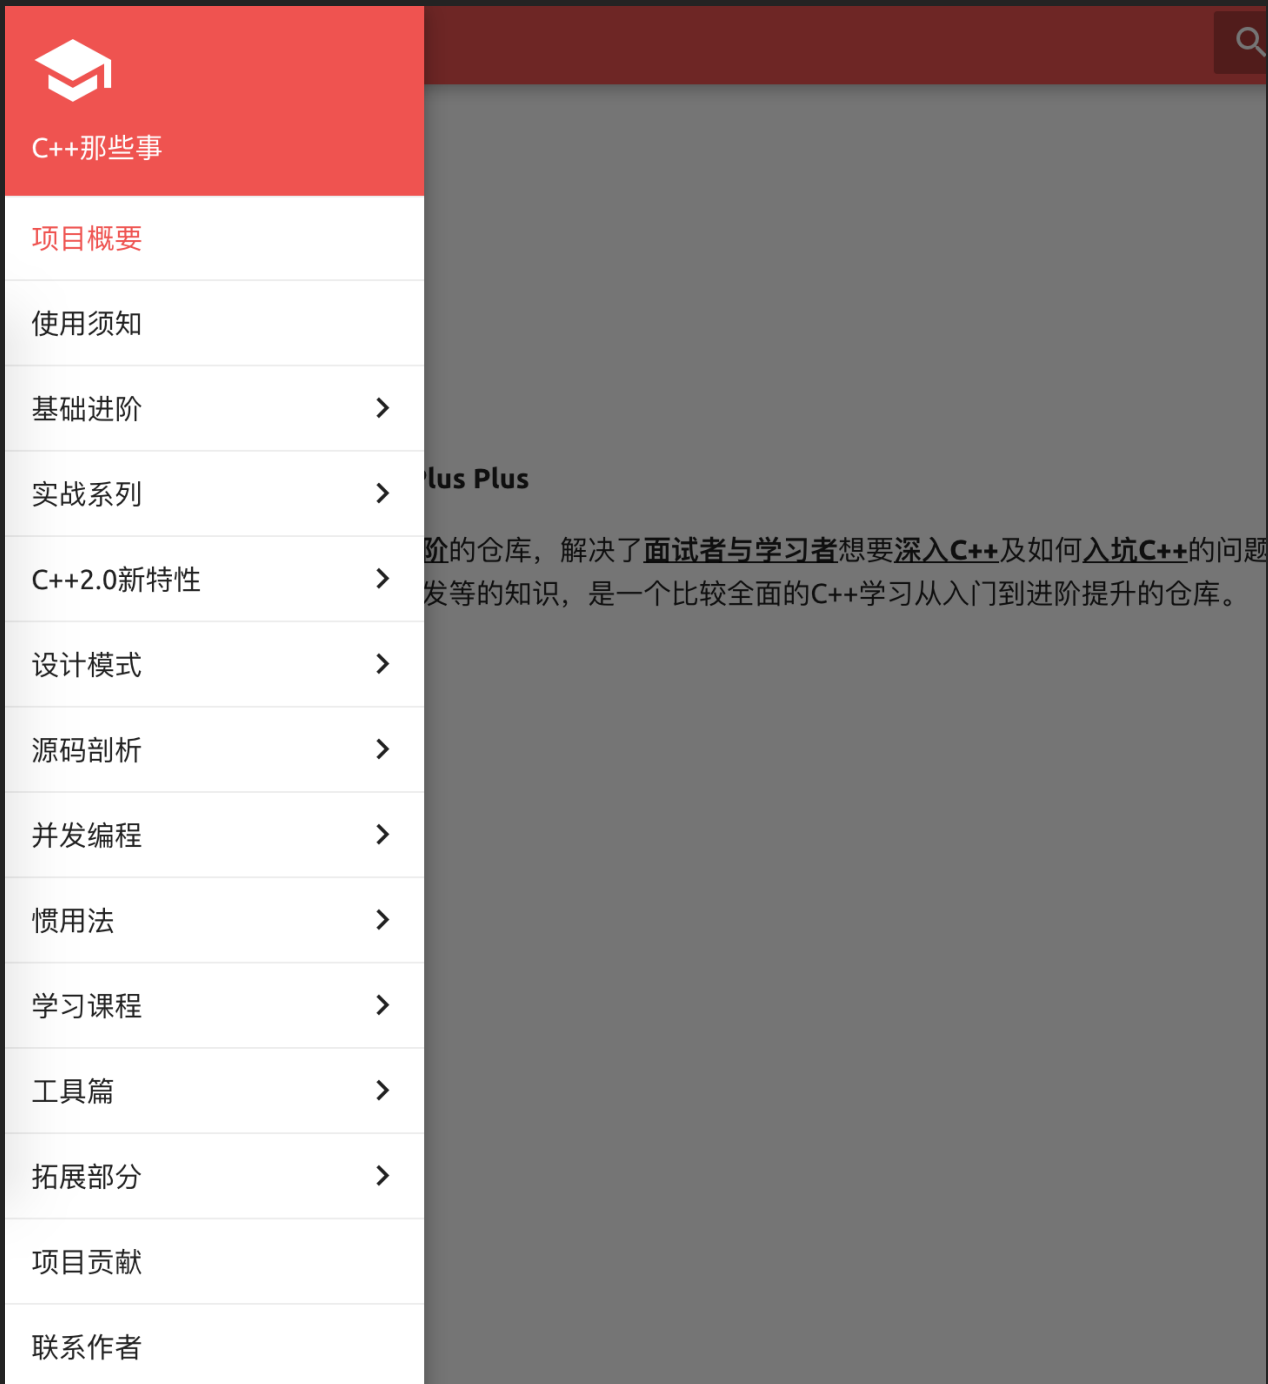 C++那些事
项目概要
使用须知
基础进阶
实战系列
C++2.0新特性
设计模式
源码剖析
并发编程
惯用法
学习课程
工具篇
拓展部分
项目贡献
联系作者
Plus Plus
阶的仓库，解决了面试者与学习者想要深入C++及如何入坑C++的问题
发等的知识，是一个比较全面的C++学习从入门到进阶提升的仓库。